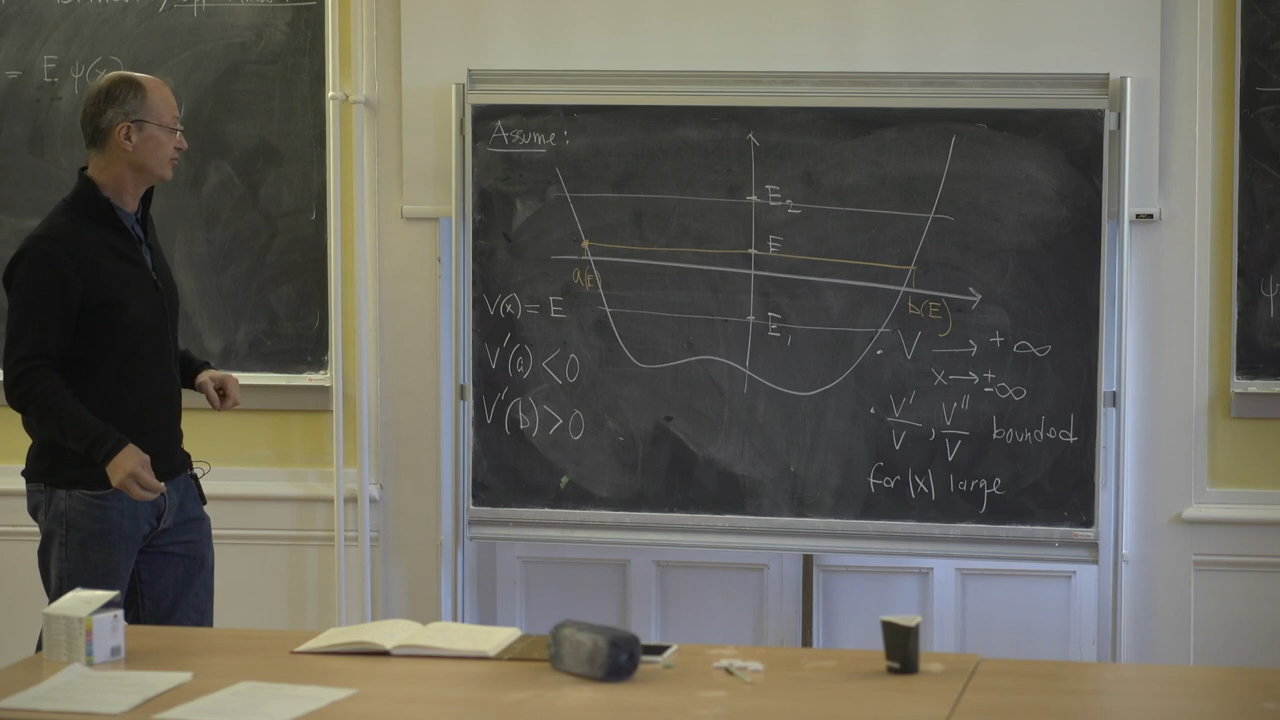 = E ψ(x)
Assume:
E₂
E
a(E)
b(E)
E₁
V(x) = E
V'(a) < 0
V'(b) > 0
· V → +∞
x → ±∞
· V'/V , V''/V bounded
for |x| large
ψ